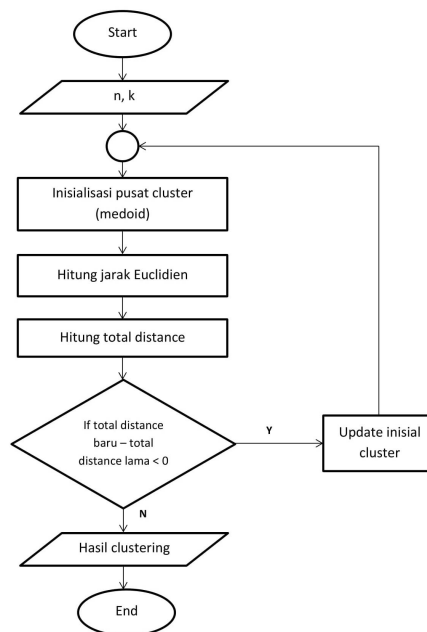 Start
n, k
Inisialisasi pusat cluster
(medoid)
Hitung jarak Euclidien
Hitung total distance
If total distance
baru – total
distance lama < 0
Y
Update inisial
cluster
N
Hasil clustering
End